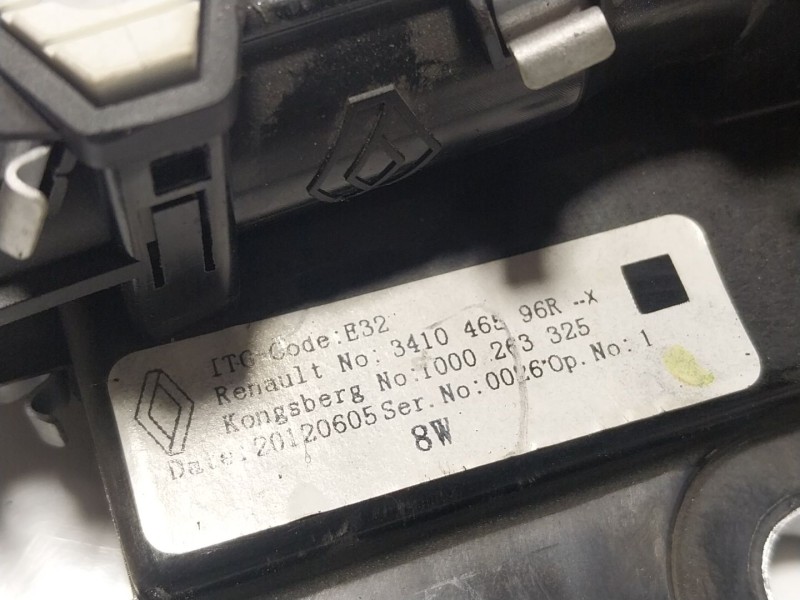 ITG-Code:E32
Renault No: 3410 465 96R --X
Kongsberg No:1000 263 325
Date:20120605 Ser. No:0026 Op. No: 1
8W